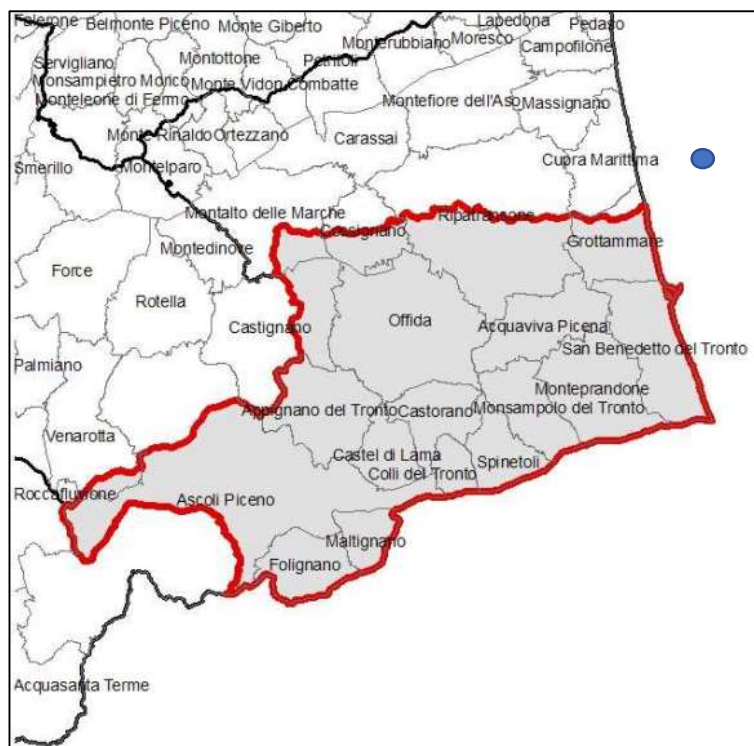 Falerone
Belmonte Piceno
Monte Giberto
Lapedona
Pedaso
Monterubbiano
Moresco
Campofilone
Servigliano
Montottone
Petritoli
Monsampietro Morico
Monte Vidon Combatte
Monteleone di Fermo
Montefiore dell'Aso
Massignano
Monte Rinaldo
Ortezzano
Carassai
Smerillo
Montelparo
Cupra Marittima
Montalto delle Marche
Ripatransone
Cossignano
Montedinove
Grottammare
Force
Rotella
Castignano
Offida
Acquaviva Picena
San Benedetto del Tronto
Palmiano
Monteprandone
Appignano del Tronto
Castorano
Monsampolo del Tronto
Venarotta
Castel di Lama
Colli del Tronto
Spinetoli
Roccafluvione
Ascoli Piceno
Maltignano
Folignano
Acquasanta Terme